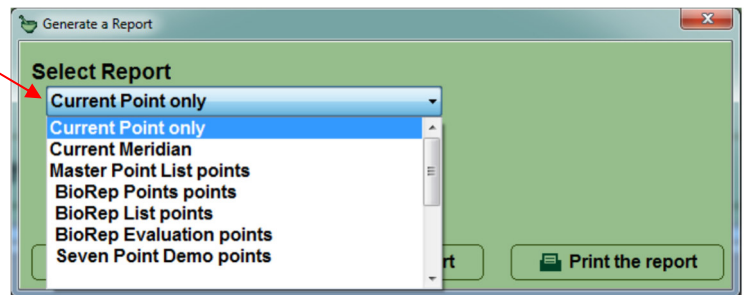 Generate a Report
Select Report
Current Point only
Current Point only
Current Meridian
Master Point List points
BioRep Points points
BioRep List points
BioRep Evaluation points
Seven Point Demo points
rt
Print the report